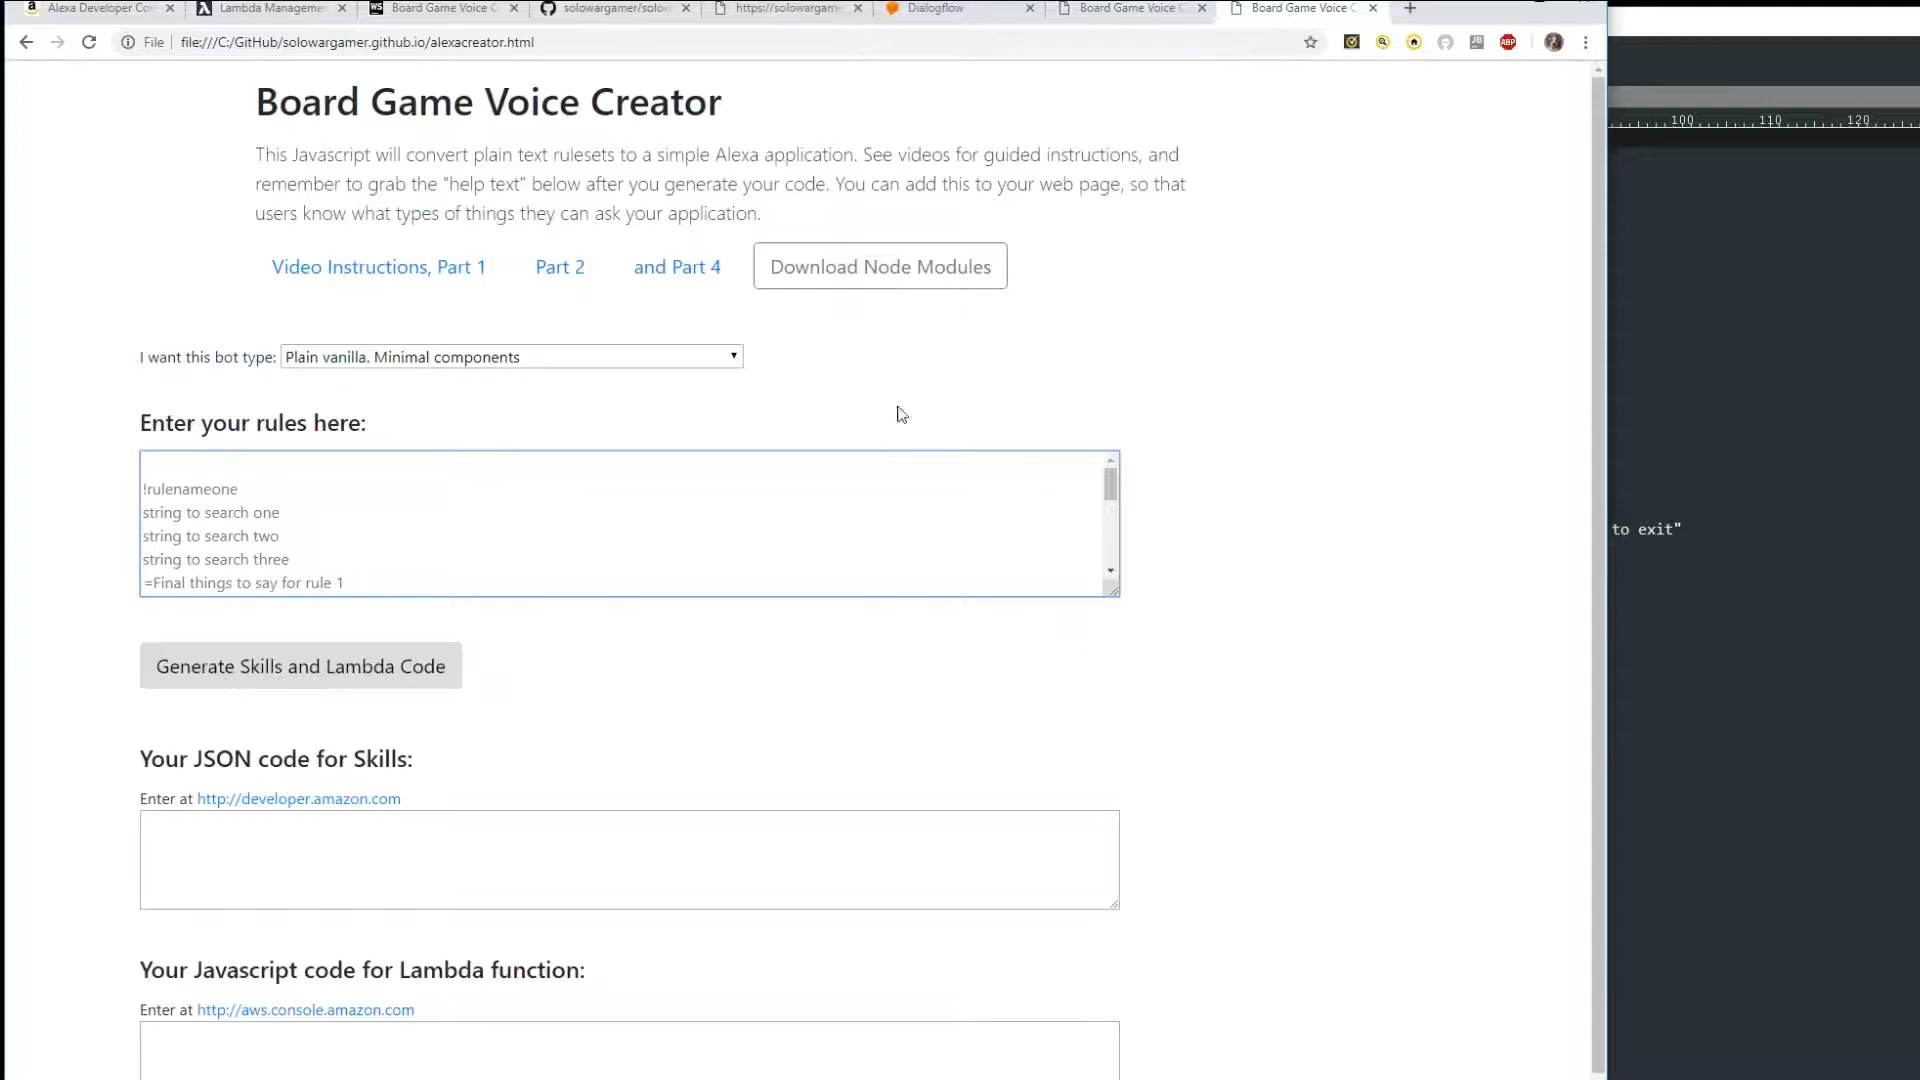 Alexa Developer Co
Lambda Manageme
Board Game Voice C
solowargamer/solo
https://solowargame
Dialogflow
Board Game Voice C
Board Game Voice C
File
file:///C:/GitHub/solowargamer.github.io/alexacreator.html
ABP
Board Game Voice Creator
This Javascript will convert plain text rulesets to a simple Alexa application. See videos for guided instructions, and
remember to grab the "help text" below after you generate your code. You can add this to your web page, so that
users know what types of things they can ask your application.
Video Instructions, Part 1
Part 2
and Part 4
Download Node Modules
I want this bot type:
Plain vanilla. Minimal components
Enter your rules here:
!rulenameone
string to search one
string to search two
string to search three
=Final things to say for rule 1
Generate Skills and Lambda Code
Your JSON code for Skills:
Enter at http://developer.amazon.com
Your Javascript code for Lambda function:
Enter at http://aws.console.amazon.com
100
110
120
to exit"